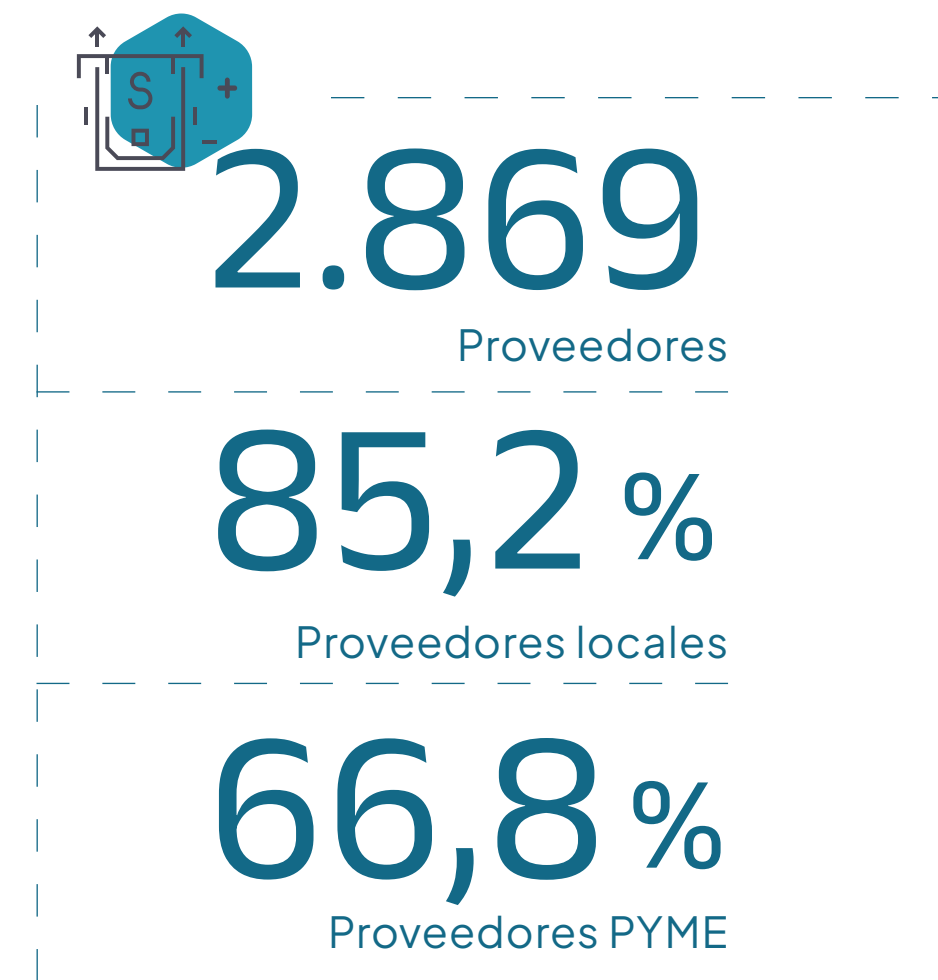 S
2.869
Proveedores
85,2 %
Proveedores locales
66,8 %
Proveedores PYME